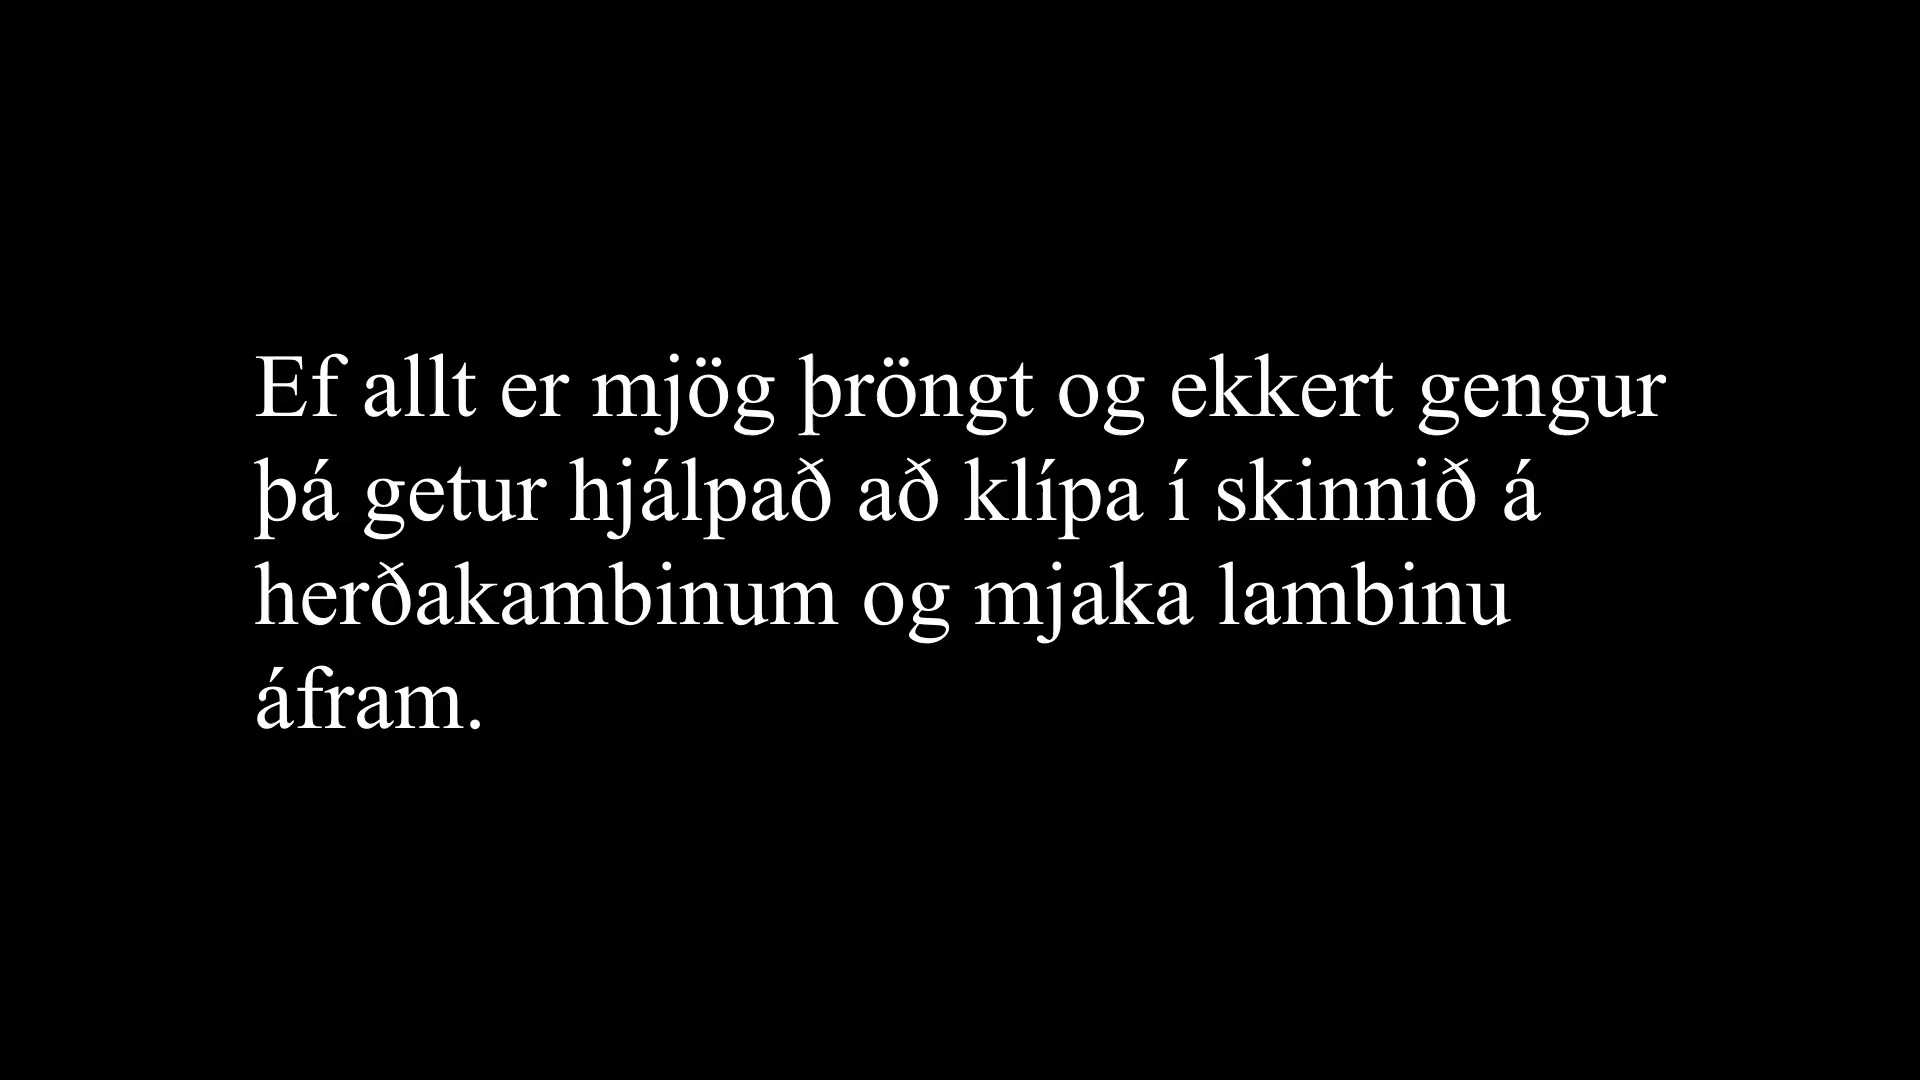 Ef allt er mjög þröngt og ekkert gengur
þá getur hjálpað að klípa í skinnið á
herðakambinum og mjaka lambinu
áfram.